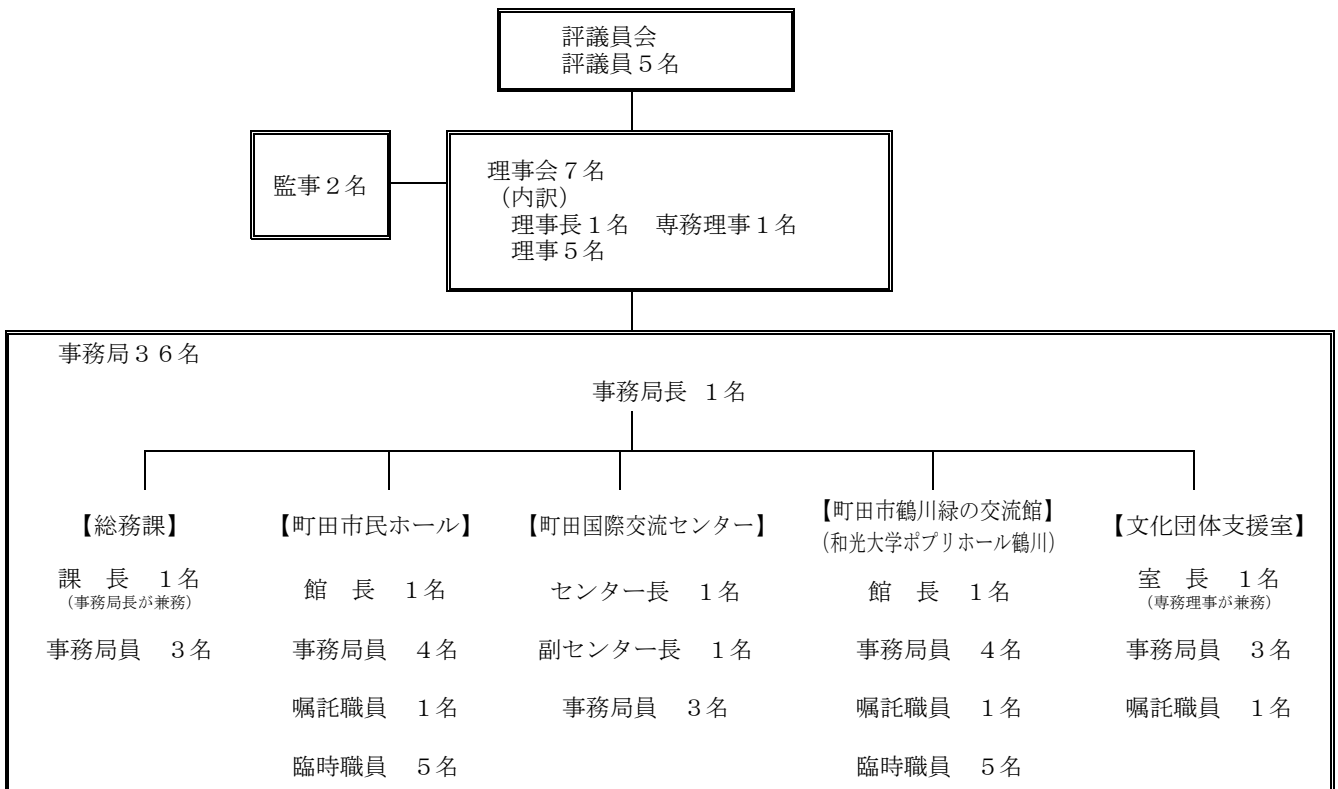 評議員会
評議員５名
監事２名
理事会７名
（内訳）
理事長１名　専務理事１名
理事５名
事務局３６名
事務局長　１名
【総務課】
課　長　１名
（事務局長が兼務）
事務局員　３名
【町田市民ホール】
館　長　１名
事務局員　４名
嘱託職員　１名
臨時職員　５名
【町田国際交流センター】
センター長　１名
副センター長　１名
事務局員　３名
【町田市鶴川緑の交流館】
（和光大学ポプリホール鶴川）
館　長　１名
事務局員　４名
嘱託職員　１名
臨時職員　５名
【文化団体支援室】
室　長　１名
（専務理事が兼務）
事務局員　３名
嘱託職員　１名